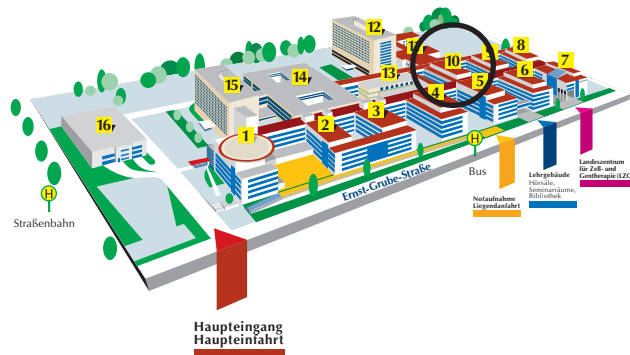 12
8
11
9
7
10
6
13
5
14
15
4
3
2
16
1
H
Straßenbahn
H
Bus
Ernst-Grube-Straße
Landeszentrum
für Zell- und
Gentherapie (LZG)
Lehrgebäude
Hörsäle,
Seminarräume,
Bibliothek
Notaufnahme
Liegendanfahrt
Haupteingang
Haupteinfahrt